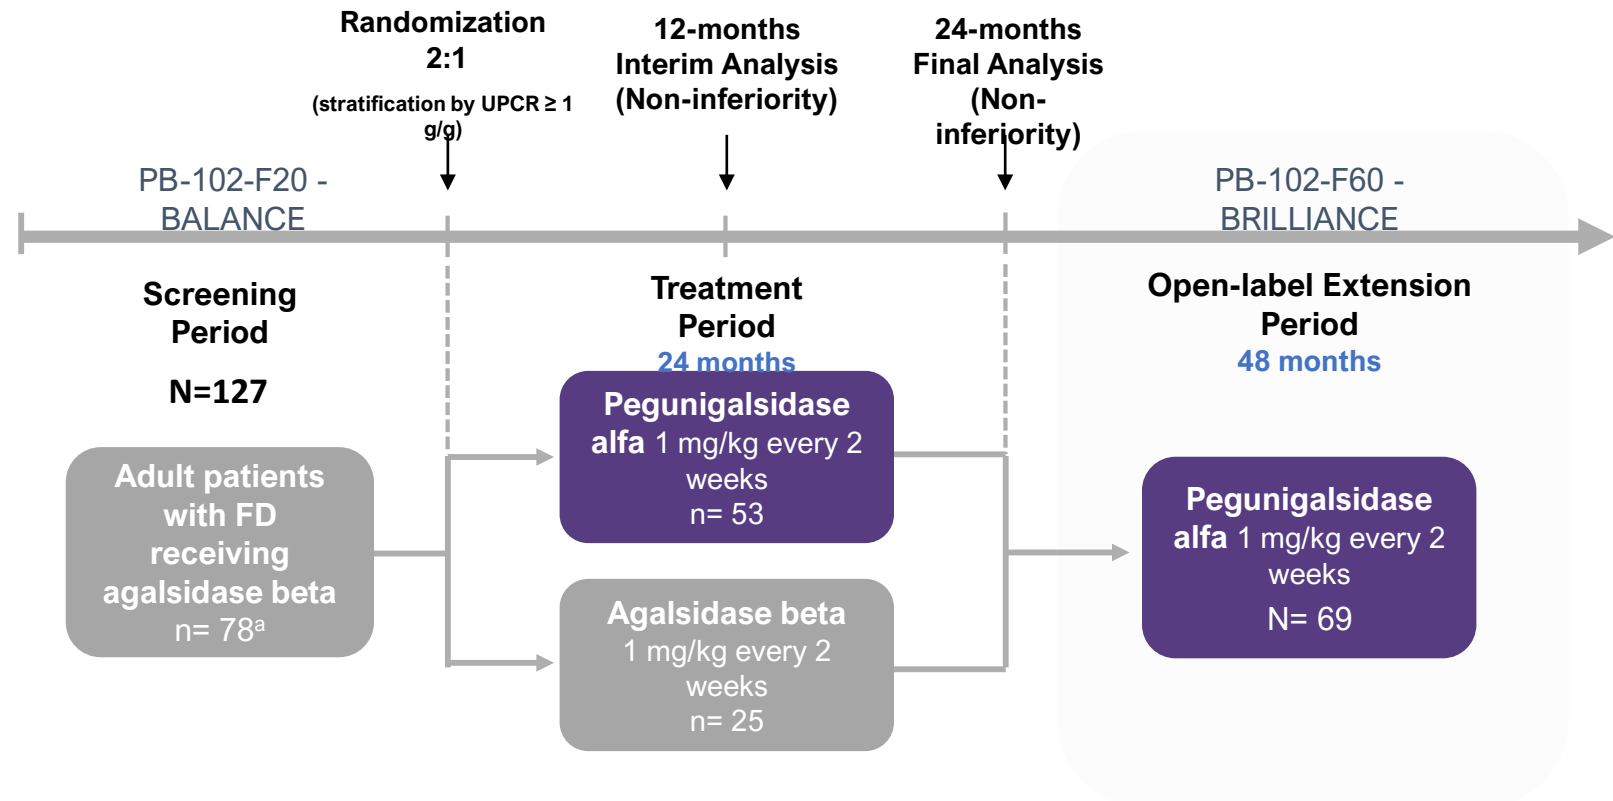 Randomization
2:1
(stratification by UPCR ≥ 1
g/g)
12-months
Interim Analysis
(Non-inferiority)
24-months
Final Analysis
(Non-
inferiority)
PB-102-F20 -
BALANCE
PB-102-F60 -
BRILLIANCE
Screening
Period
N=127
Adult patients
with FD
receiving
agalsidase beta
n= 78ª
Treatment
Period
24 months
Pegunigalsidase
alfa 1 mg/kg every 2
weeks
n= 53
Agalsidase beta
1 mg/kg every 2
weeks
n= 25
Open-label Extension
Period
48 months
Pegunigalsidase
alfa 1 mg/kg every 2
weeks
N= 69